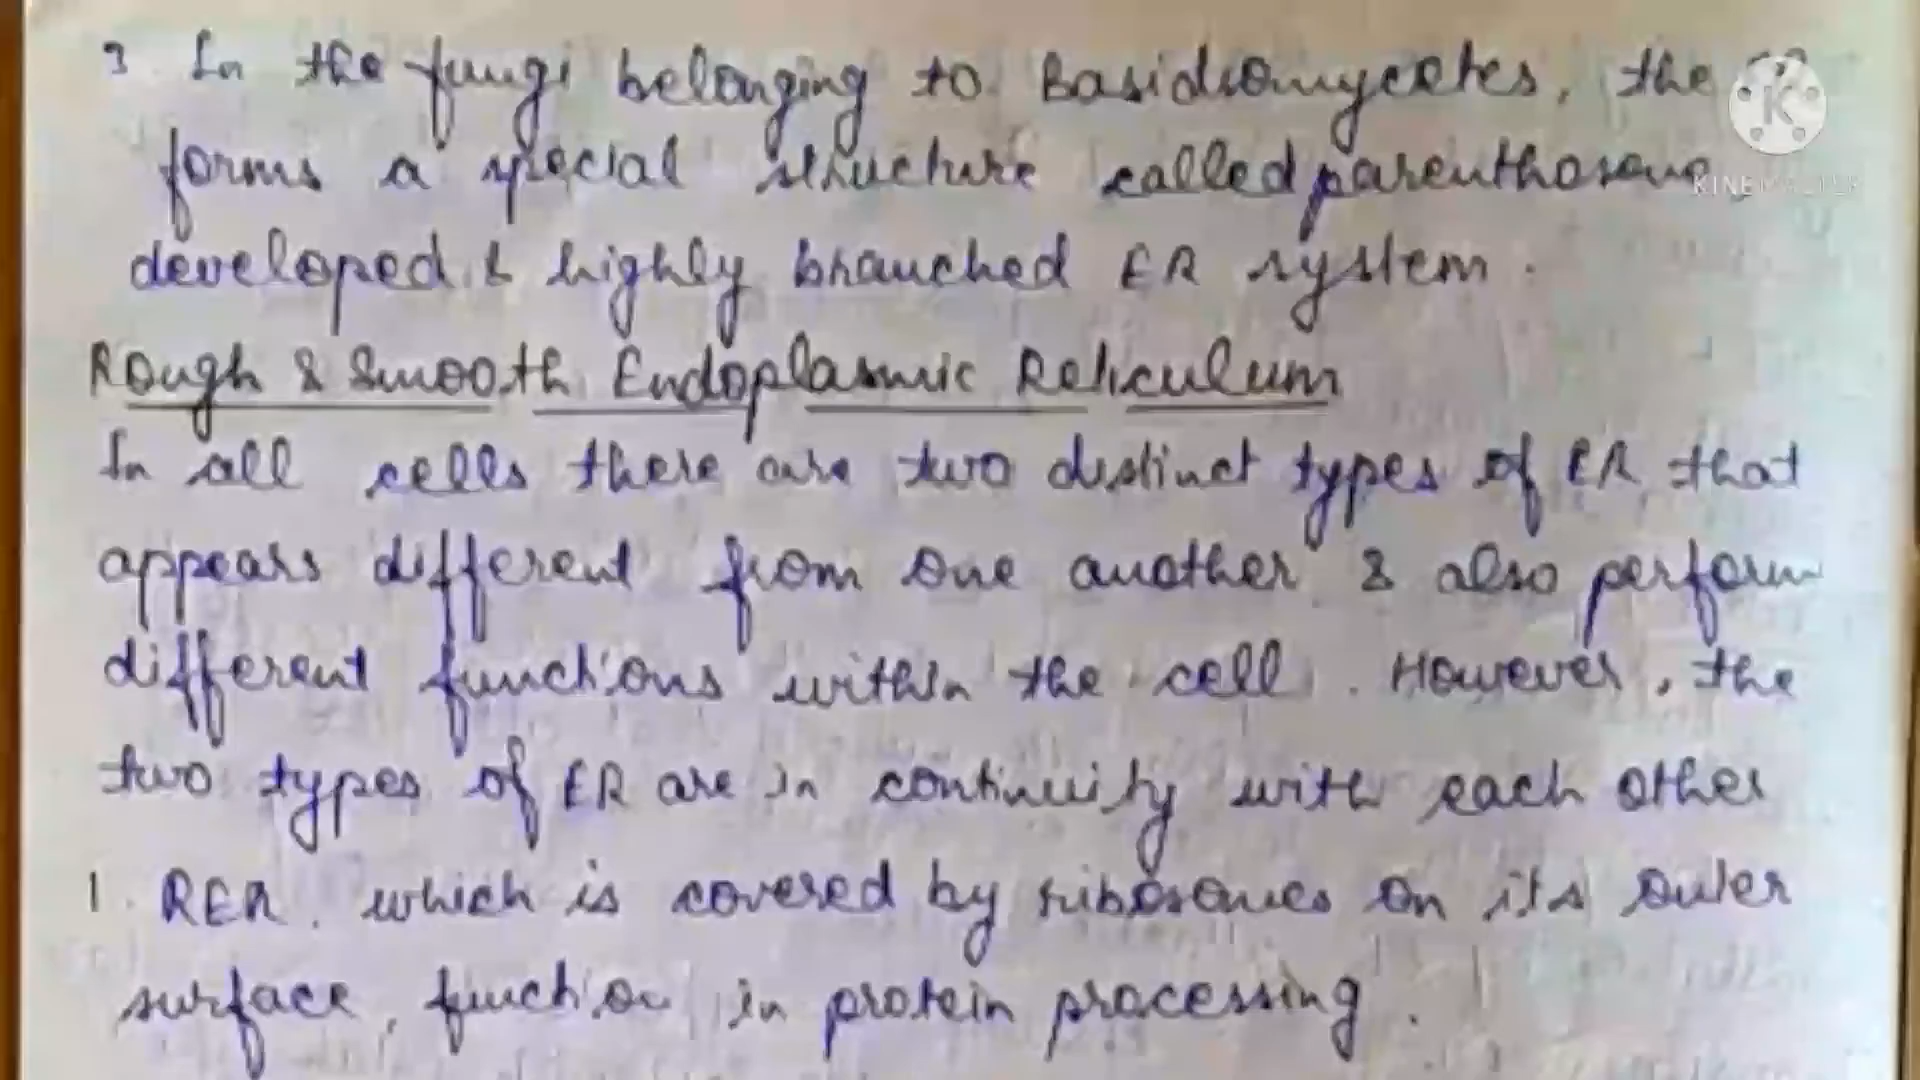 3. In the fungi belonging to Basidiomycetes, the
forms a special structure called parenthosome
developed & highly branched ER system.
Rough & Smooth Endoplasmic Reticulum
In all cells there are two distinct types of ER that
appears different from one another & also perform
different functions within the cell. However, the
two types of ER are in continuity with each other
1. RER, which is covered by ribosomes on its outer
surface, function in protein processing.
K
KINEMASTER